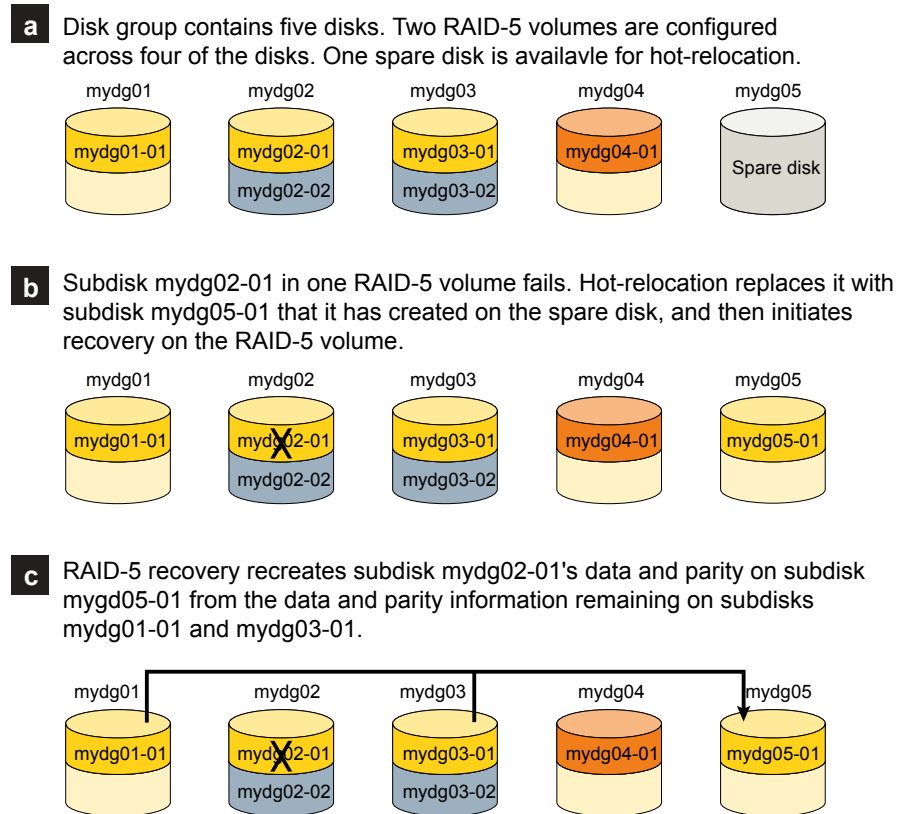 a
Disk group contains five disks. Two RAID-5 volumes are configured
across four of the disks. One spare disk is availavle for hot-relocation.
mydg01 mydg02 mydg03 mydg04 mydg05
mydg01-01 mydg02-01 mydg03-01 mydg04-01
Spare disk
mydg02-02 mydg03-02
b
Subdisk mydg02-01 in one RAID-5 volume fails. Hot-relocation replaces it with
subdisk mydg05-01 that it has created on the spare disk, and then initiates
recovery on the RAID-5 volume.
mydg01 mydg02 mydg03 mydg04 mydg05
mydg01-01 mydg02-01 mydg03-01 mydg04-01 mydg05-01
X
mydg02-02 mydg03-02
c
RAID-5 recovery recreates subdisk mydg02-01's data and parity on subdisk
mygd05-01 from the data and parity information remaining on subdisks
mydg01-01 and mydg03-01.
mydg01 mydg02 mydg03 mydg04 mydg05
mydg01-01 mydg02-01 mydg03-01 mydg04-01 mydg05-01
X
mydg02-02 mydg03-02